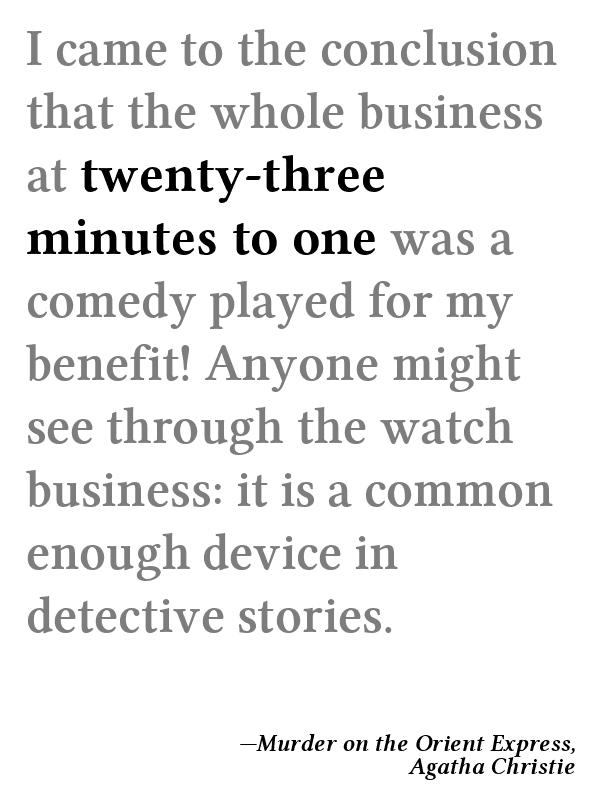 I came to the conclusion
that the whole business
at twenty-three
minutes to one was a
comedy played for my
benefit! Anyone might
see through the watch
business: it is a common
enough device in
detective stories.
—Murder on the Orient Express,
Agatha Christie